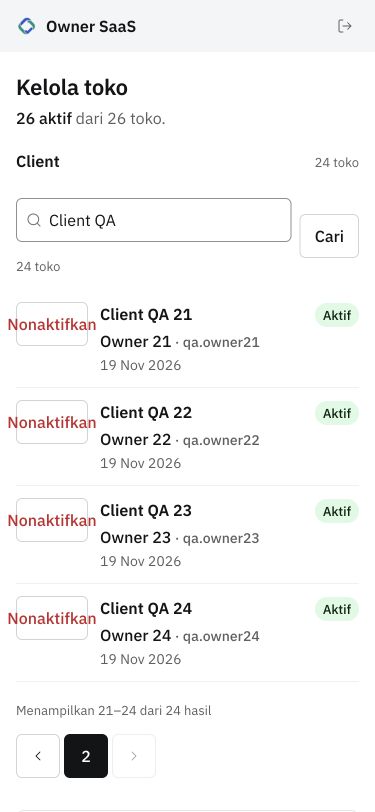 Owner SaaS
Kelola toko
26 aktif dari 26 toko.
Client
24 toko
Client QA
Cari
24 toko
Nonaktifkan
Client QA 21
Aktif
Owner 21 · qa.owner21
19 Nov 2026
Nonaktifkan
Client QA 22
Aktif
Owner 22 · qa.owner22
19 Nov 2026
Nonaktifkan
Client QA 23
Aktif
Owner 23 · qa.owner23
19 Nov 2026
Nonaktifkan
Client QA 24
Aktif
Owner 24 · qa.owner24
19 Nov 2026
Menampilkan 21–24 dari 24 hasil
2